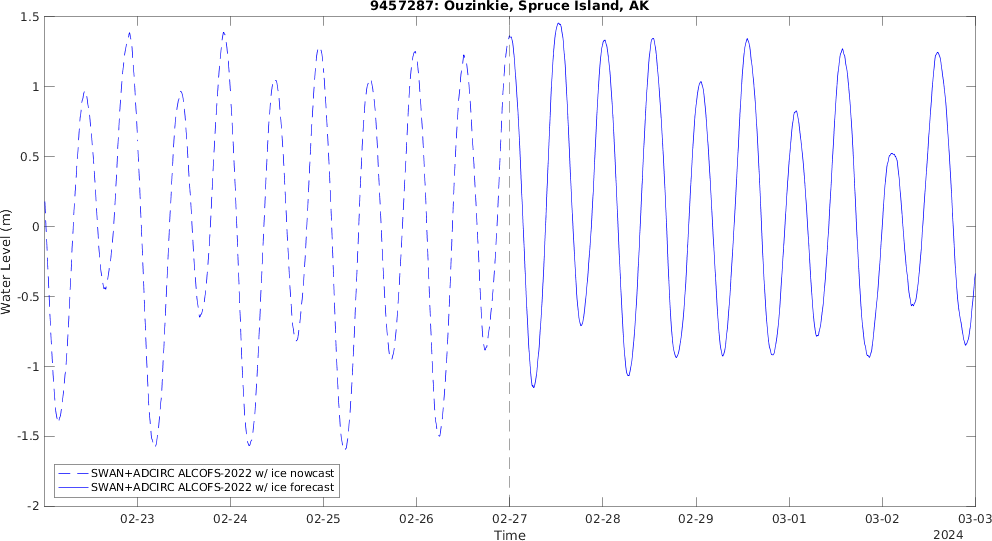 9457287: Ouzinkie, Spruce Island, AK
1.5
1
0.5
0
-0.5
-1
-1.5
-2
Water Level (m)
SWAN+ADCIRC ALCOFS-2022 w/ ice nowcast
SWAN+ADCIRC ALCOFS-2022 w/ ice forecast
02-23 02-24 02-25 02-26 02-27 02-28 02-29 03-01 03-02 03-03
Time
2024